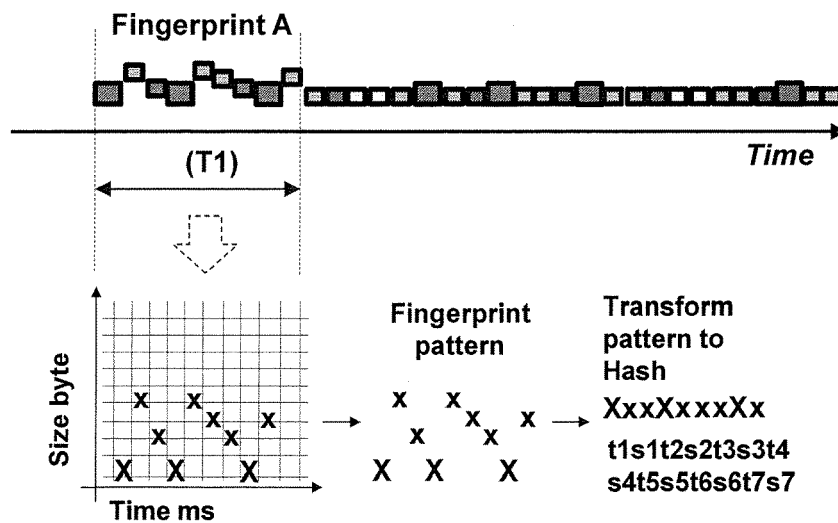 Fingerprint A
Time
(T1)
Size byte
Time ms
x x x x x x X X X
Fingerprint
pattern
x x x x x x X X X
Transform
pattern to
Hash
XxxXxxxXx
t1s1t2s2t3s3t4
s4t5s5t6s6t7s7